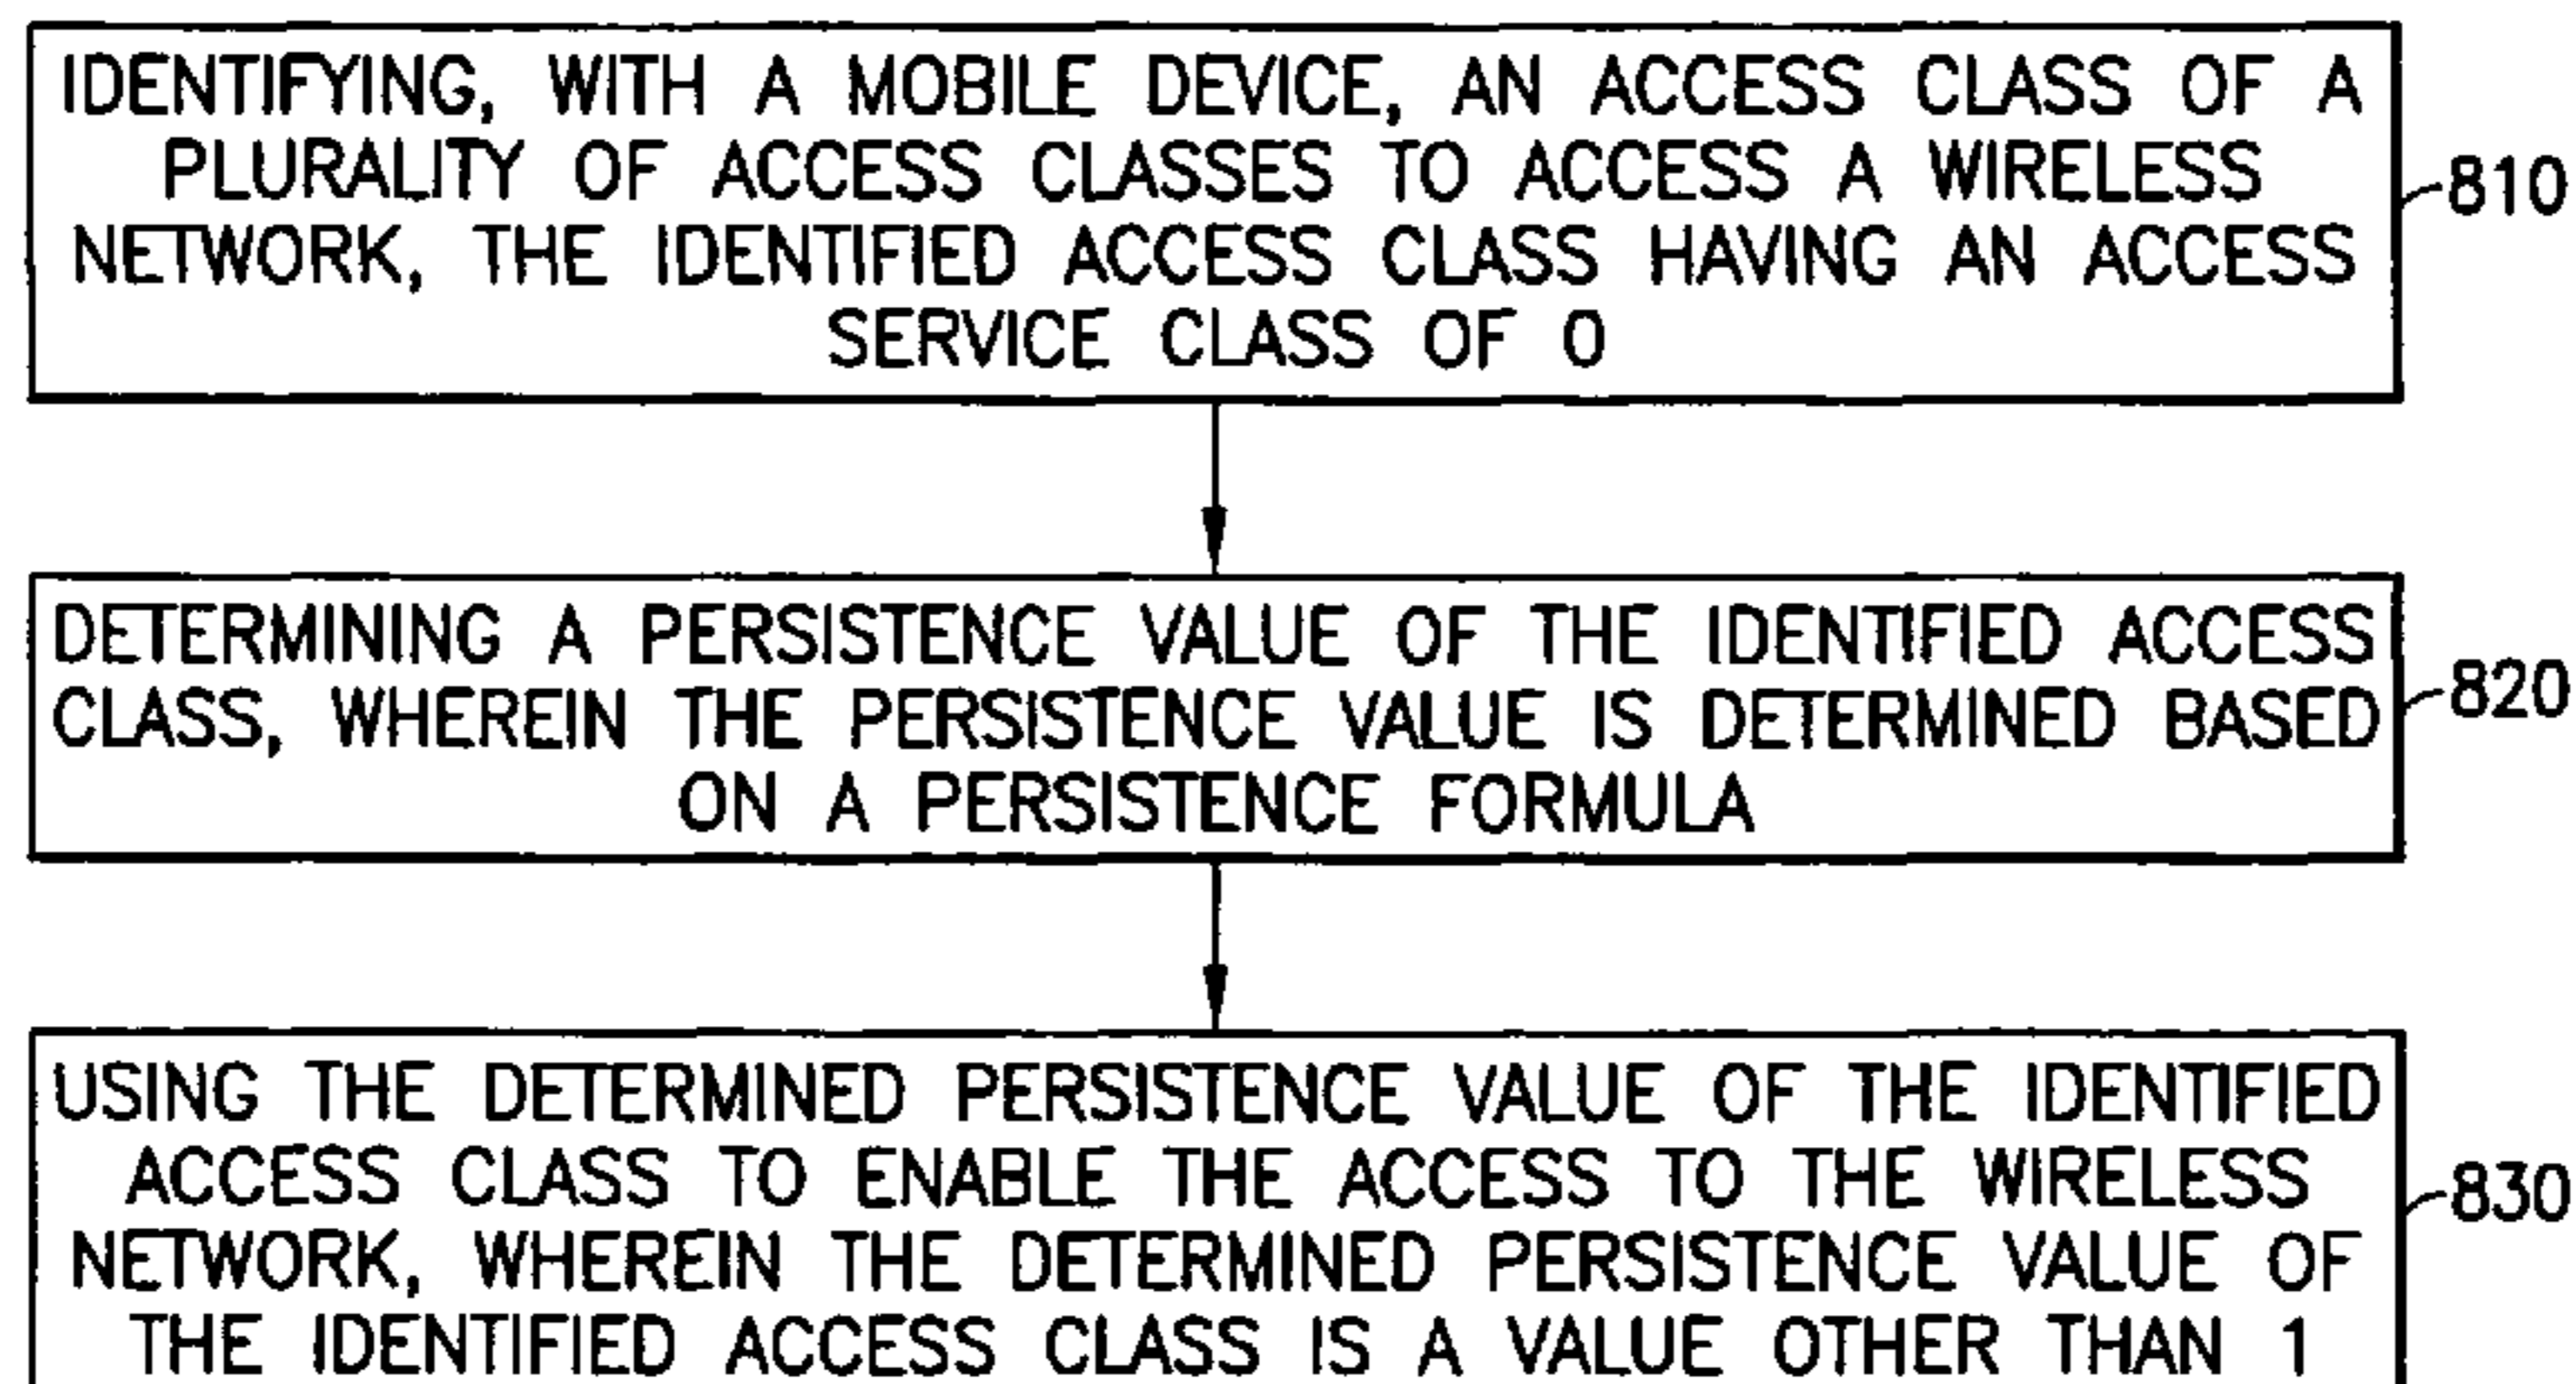 IDENTIFYING, WITH A MOBILE DEVICE, AN ACCESS CLASS OF A
PLURALITY OF ACCESS CLASSES TO ACCESS A WIRELESS
NETWORK, THE IDENTIFIED ACCESS CLASS HAVING AN ACCESS
SERVICE CLASS OF 0
810
DETERMINING A PERSISTENCE VALUE OF THE IDENTIFIED ACCESS
CLASS, WHEREIN THE PERSISTENCE VALUE IS DETERMINED BASED
ON A PERSISTENCE FORMULA
820
USING THE DETERMINED PERSISTENCE VALUE OF THE IDENTIFIED
ACCESS CLASS TO ENABLE THE ACCESS TO THE WIRELESS
NETWORK, WHEREIN THE DETERMINED PERSISTENCE VALUE OF
THE IDENTIFIED ACCESS CLASS IS A VALUE OTHER THAN 1
830